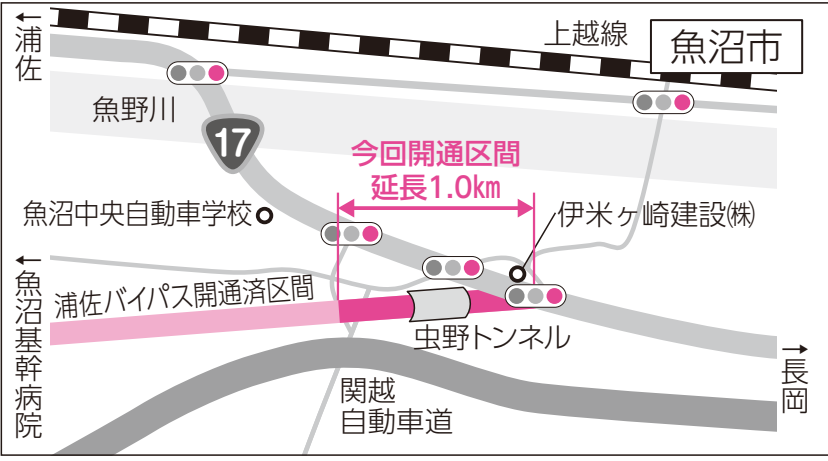 ←浦佐
上越線
魚沼市
魚野川
17
今回開通区間
延長1.0km
魚沼中央自動車学校
伊米ヶ崎建設㈱
←魚沼基幹病院
浦佐バイパス開通済区間
虫野トンネル
関越
自動車道
→長岡